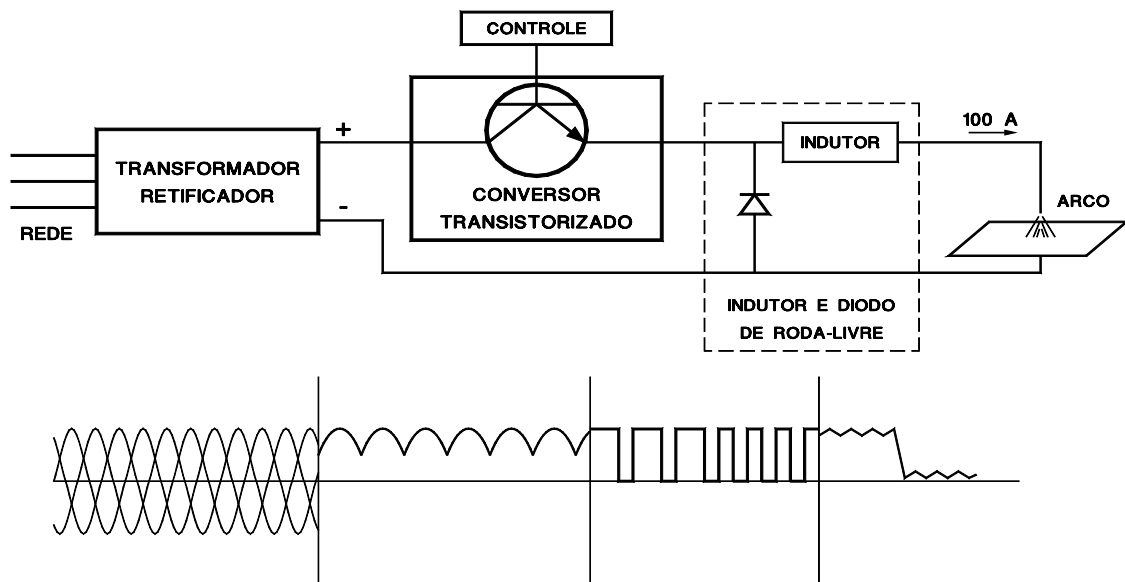 CONTROLE
+
100 A
INDUTOR
TRANSFORMADOR
RETIFICADOR
CONVERSOR
TRANSISTORIZADO
ARCO
-
REDE
INDUTOR E DIODO
DE RODA-LIVRE